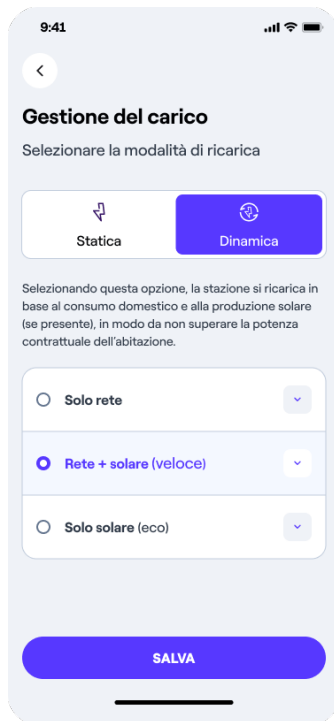 9:41
Gestione del carico
Selezionare la modalità di ricarica
Statica
Dinamica
Selezionando questa opzione, la stazione si ricarica in
base al consumo domestico e alla produzione solare
(se presente), in modo da non superare la potenza
contrattuale dell'abitazione.
Solo rete
Rete + solare (veloce)
Solo solare (eco)
SALVA